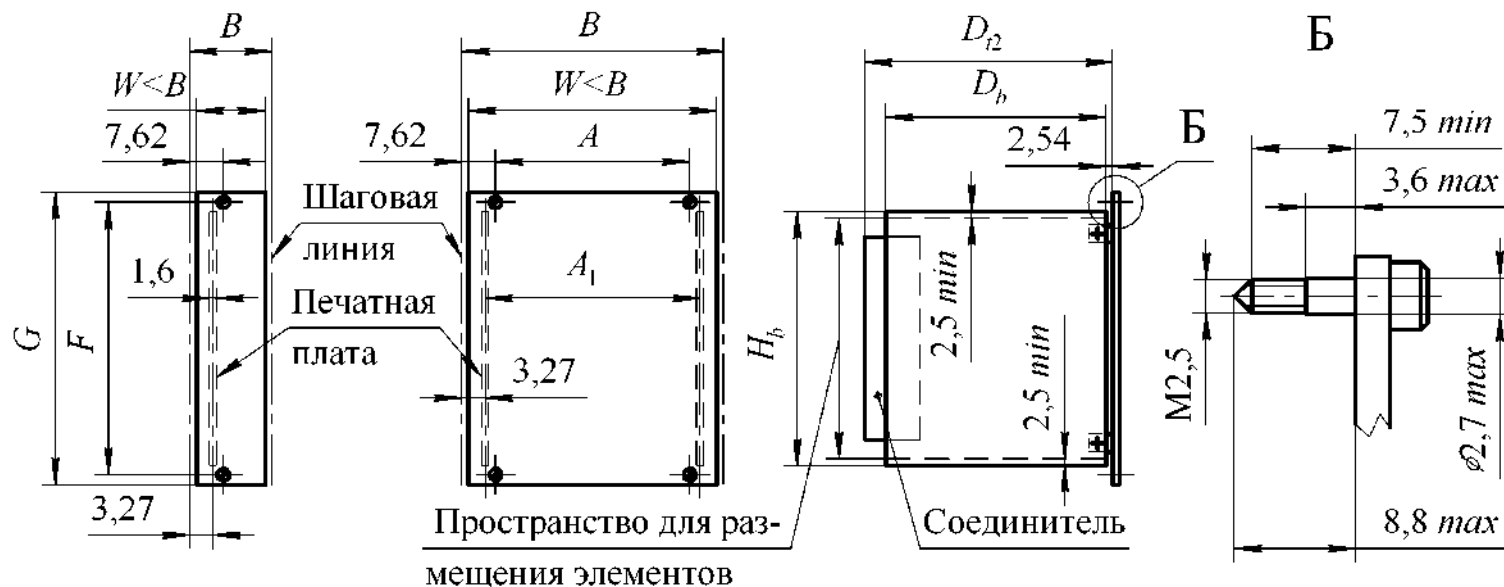 B
B
D_{t2}
Б
W<B
W<B
D_b
7,62
7,62
A
2,54
Б
7,5 min
3,6 max
Шаговая
линия
1,6
A_1
Печатная
плата
G
F
3,27
H_b
2,5 min
2,5 min
M2,5
⌀2,7 max
3,27
Пространство для раз-
мещения элементов
Соединитель
8,8 max